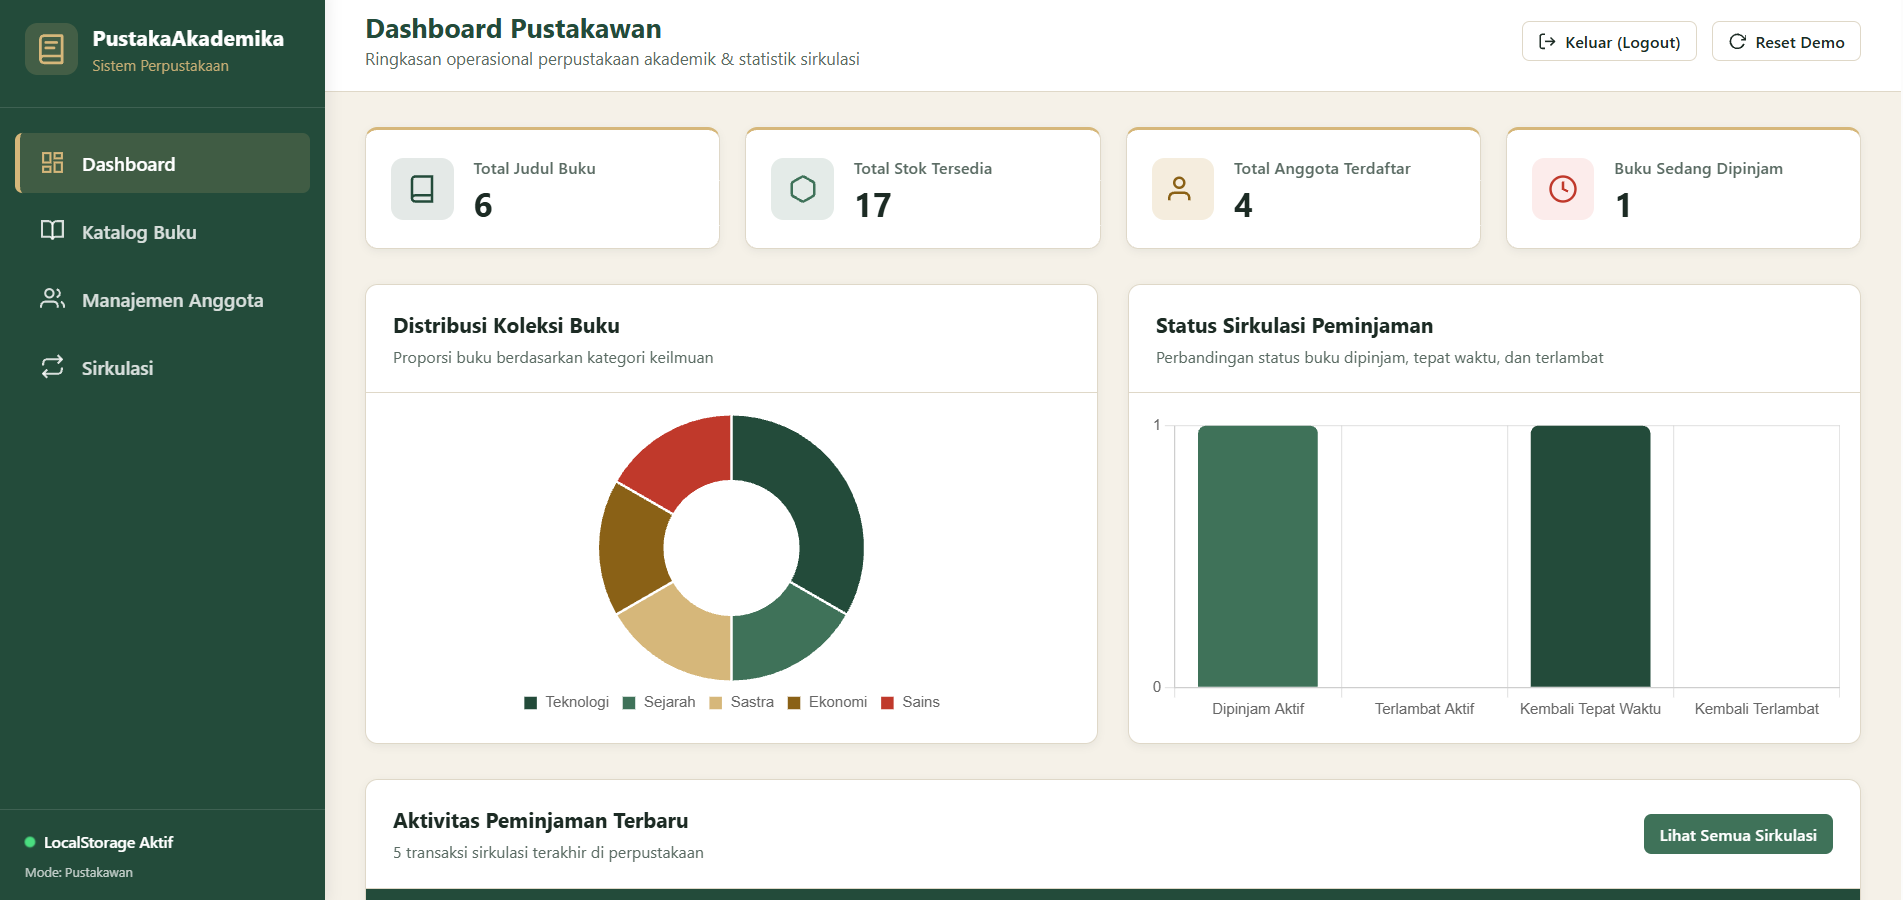 PustakaAkademika
Sistem Perpustakaan
Dashboard
Katalog Buku
Manajemen Anggota
Sirkulasi
LocalStorage Aktif
Mode: Pustakawan
Dashboard Pustakawan
Ringkasan operasional perpustakaan akademik & statistik sirkulasi
Keluar (Logout)
Reset Demo
Total Judul Buku
6
Total Stok Tersedia
17
Total Anggota Terdaftar
4
Buku Sedang Dipinjam
1
Distribusi Koleksi Buku
Proporsi buku berdasarkan kategori keilmuan
Teknologi Sejarah Sastra Ekonomi Sains
Status Sirkulasi Peminjaman
Perbandingan status buku dipinjam, tepat waktu, dan terlambat
1
0
Dipinjam Aktif Terlambat Aktif Kembali Tepat Waktu Kembali Terlambat
Aktivitas Peminjaman Terbaru
5 transaksi sirkulasi terakhir di perpustakaan
Lihat Semua Sirkulasi